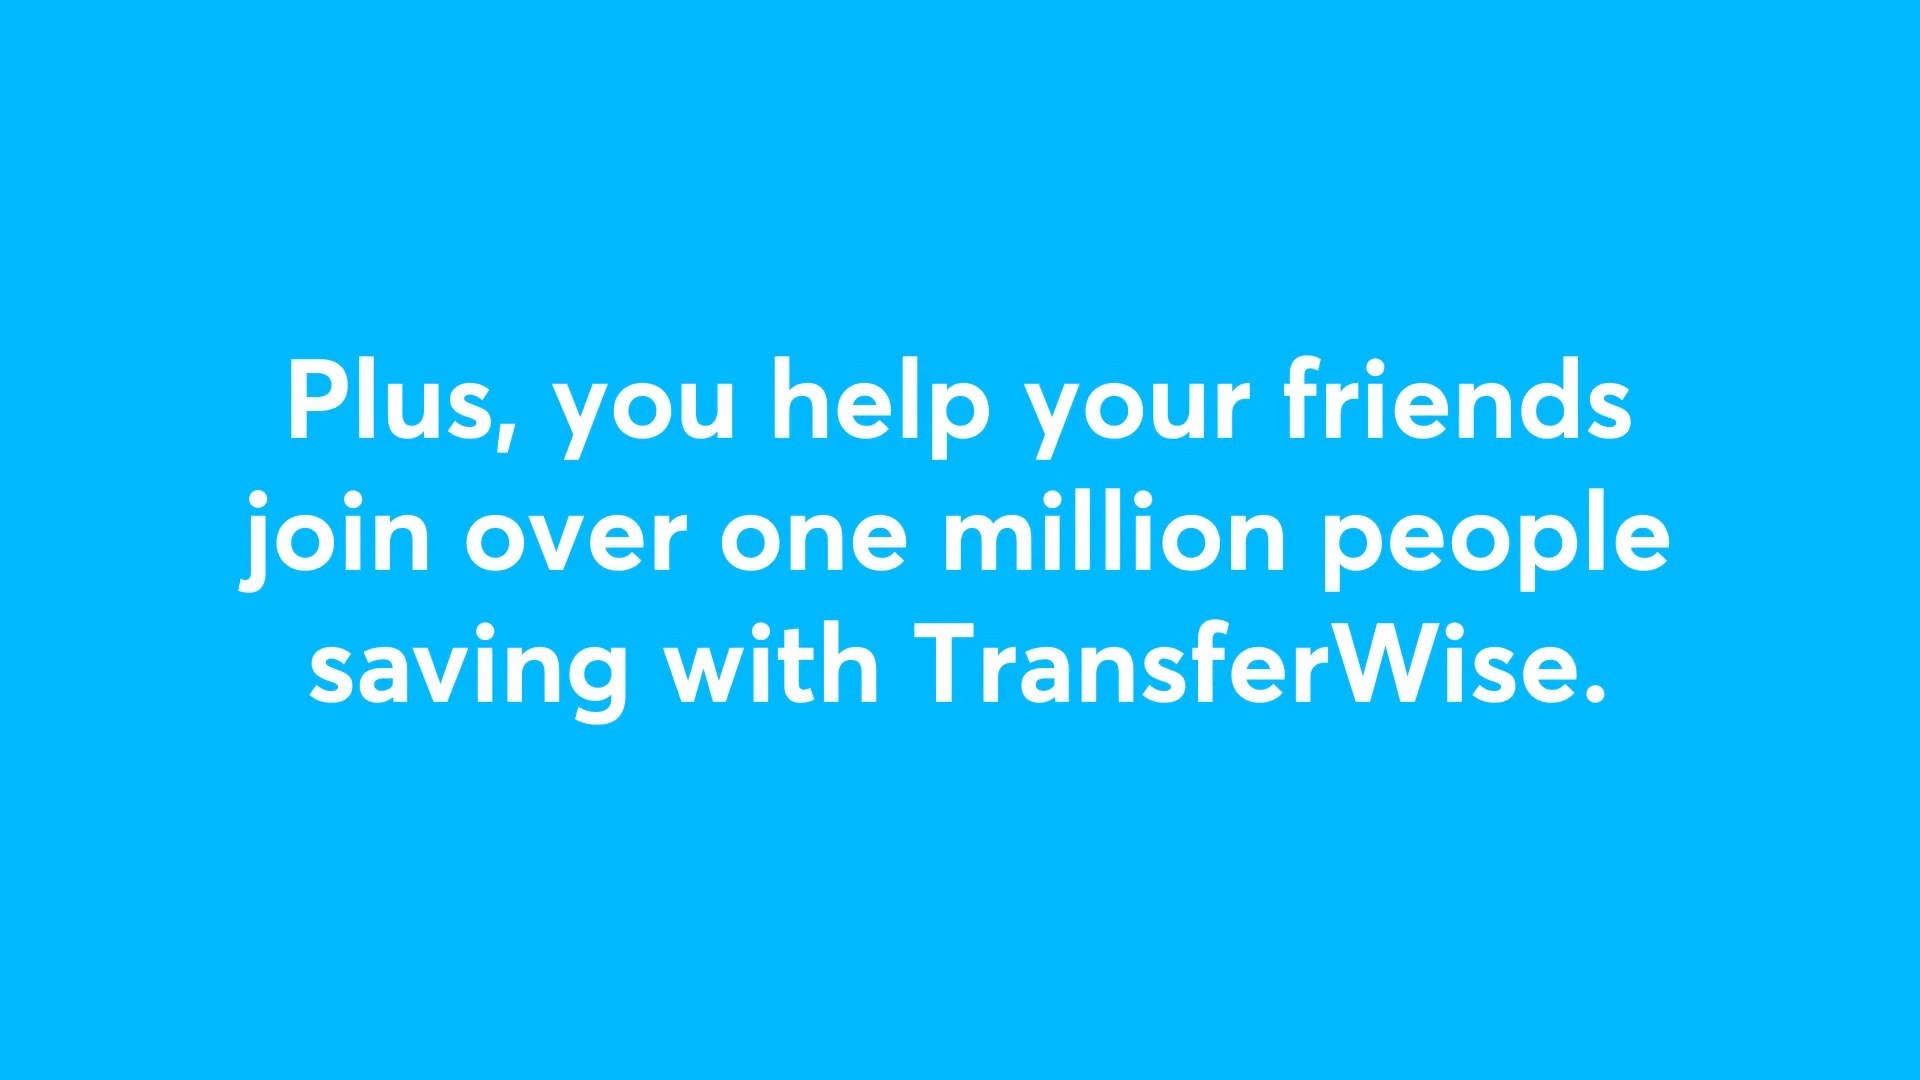 Plus, you help your friends
join over one million people
saving with TransferWise.